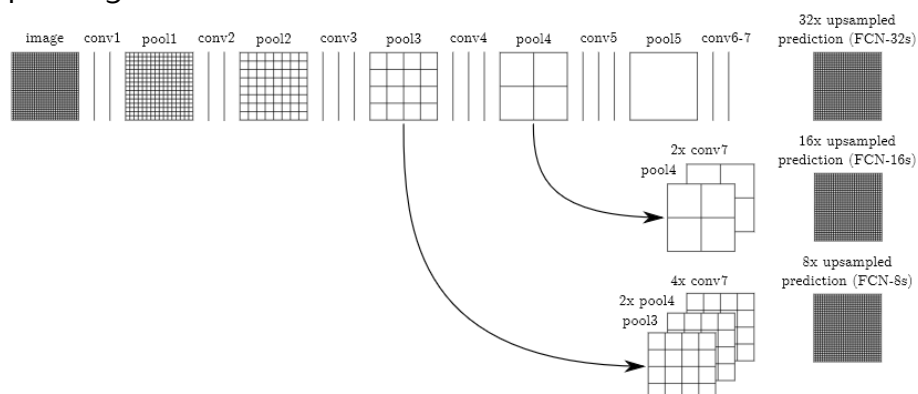 image conv1 pool1 conv2 pool2 conv3 pool3 conv4 pool4 conv5 pool5 conv6-7
32x upsampled
prediction (FCN-32s)
2x conv7
pool4
16x upsampled
prediction (FCN-16s)
4x conv7
2x pool4
pool3
8x upsampled
prediction (FCN-8s)